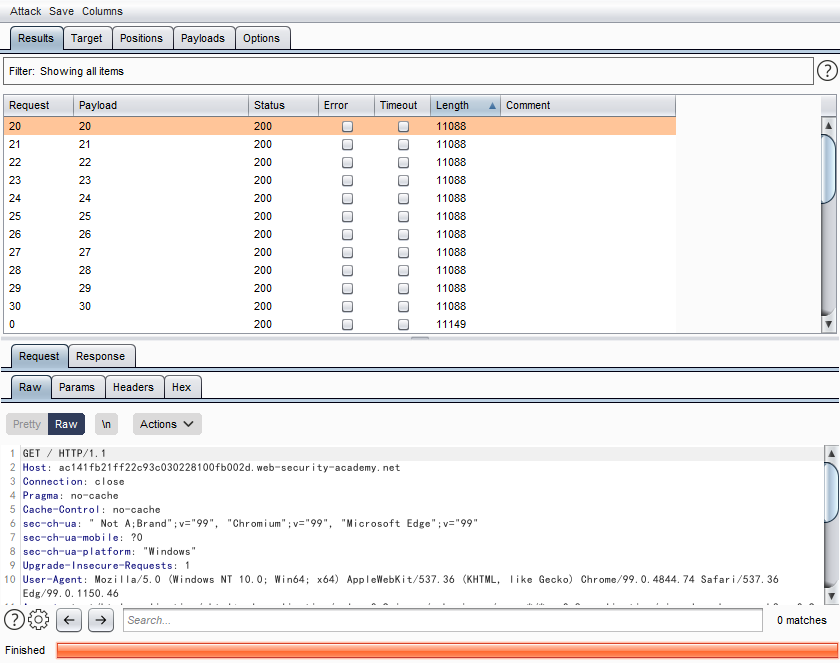 Attack Save Columns
Results Target Positions Payloads Options
Filter: Showing all items ?
Request Payload Status Error Timeout Length Comment
20 20 200 11088
21 21 200 11088
22 22 200 11088
23 23 200 11088
24 24 200 11088
25 25 200 11088
26 26 200 11088
27 27 200 11088
28 28 200 11088
29 29 200 11088
30 30 200 11088
0 200 11149
Request Response
Raw Params Headers Hex
Pretty Raw \n Actions
1 GET / HTTP/1.1
2 Host: ac141fb21ff22c93c030228100fb002d.web-security-academy.net
3 Connection: close
4 Pragma: no-cache
5 Cache-Control: no-cache
6 sec-ch-ua: " Not A;Brand";v="99", "Chromium";v="99", "Microsoft Edge";v="99"
7 sec-ch-ua-mobile: ?0
8 sec-ch-ua-platform: "Windows"
9 Upgrade-Insecure-Requests: 1
10 User-Agent: Mozilla/5.0 (Windows NT 10.0; Win64; x64) AppleWebKit/537.36 (KHTML, like Gecko) Chrome/99.0.4844.74 Safari/537.36
Edg/99.0.1150.46
? Search... 0 matches
Finished